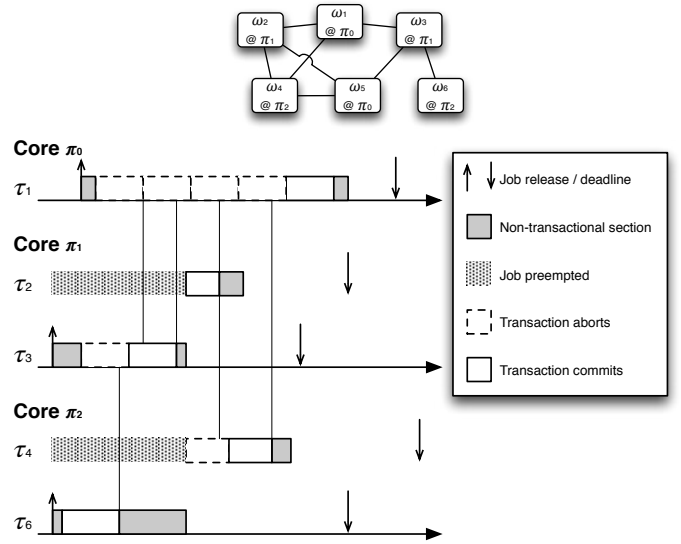 ω2
@ π1
ω1
@ π0
ω3
@ π1
ω4
@ π2
ω5
@ π0
ω6
@ π2
Core π0
τ1
Core π1
τ2
τ3
Core π2
τ4
τ6
Job release / deadline
Non-transactional section
Job preempted
Transaction aborts
Transaction commits